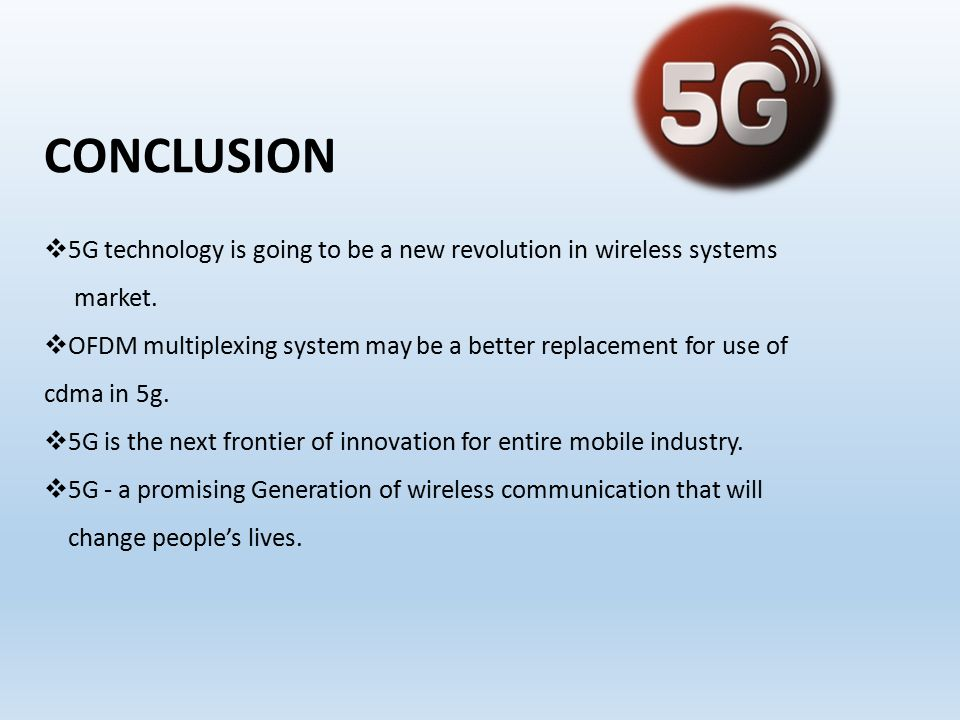 5G
CONCLUSION
❖5G technology is going to be a new revolution in wireless systems
market.
❖OFDM multiplexing system may be a better replacement for use of
cdma in 5g.
❖5G is the next frontier of innovation for entire mobile industry.
❖5G - a promising Generation of wireless communication that will
change people’s lives.